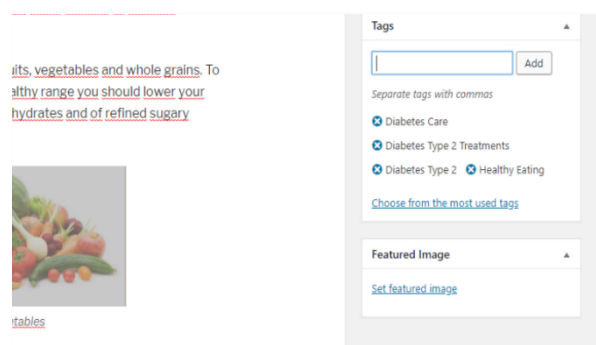 uits, vegetables and whole grains. To
althy range you should lower your
hydrates and of refined sugary
etables
Tags
Add
Separate tags with commas
Diabetes Care
Diabetes Type 2 Treatments
Diabetes Type 2 Healthy Eating
Choose from the most used tags
Featured Image
Set featured image